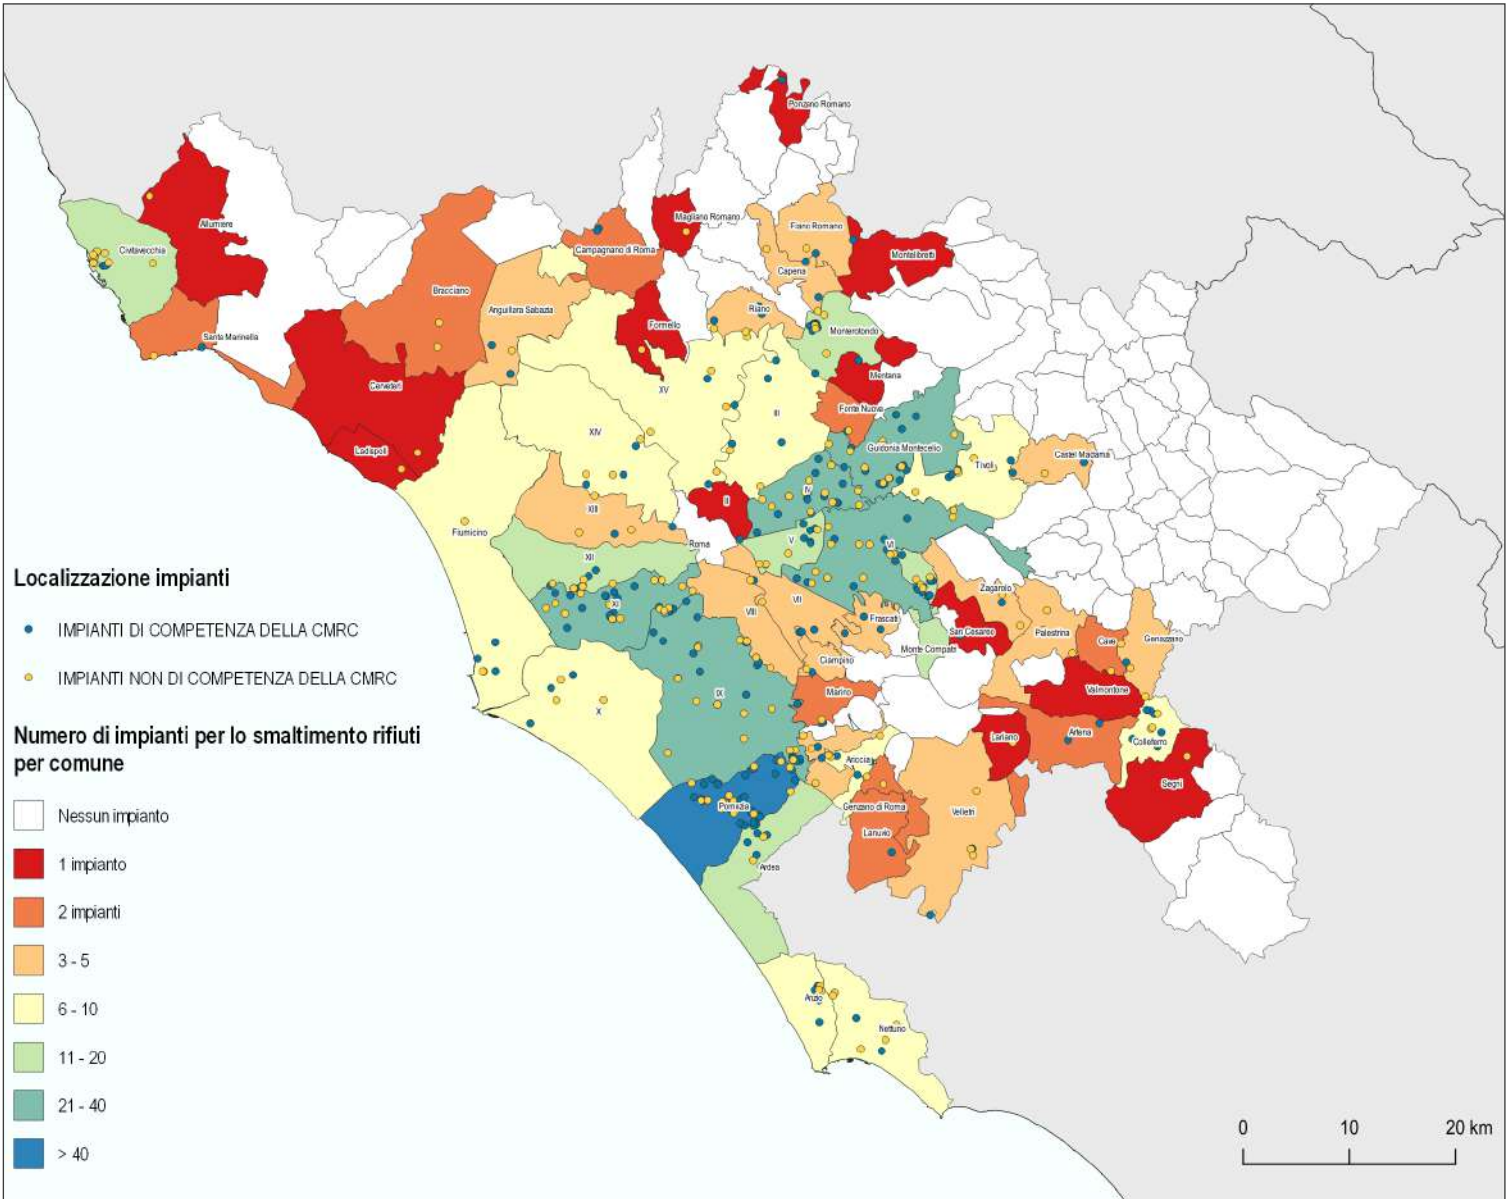 Ponzano Romano
Allumiere
Magliano Romano
Fiano Romano
Civitavecchia
Campagnano di Roma
Montelibretti
Capena
Bracciano
Anguillara Sabazia
Riano
Formello
Monterotondo
Santa Marinella
Mentana
Cerveteri
XV
Fonte Nuova
III
XIV
Guidonia Montecelio
Ladispoli
Tivoli
Castel Madama
IV
II
XIII
Fiumicino
Roma
V
VI
XII
Localizzazione impianti
Zagarolo
XI
VII
VIII
Frascati
IMPIANTI DI COMPETENZA DELLA CMRC
San Cesareo
Palestrina
Cave
Genazzano
Monte Compatri
Ciampino
IMPIANTI NON DI COMPETENZA DELLA CMRC
Valmontone
Marino
IX
X
Numero di impianti per lo smaltimento rifiuti
per comune
Lariano
Artena
Colleferro
Ariccia
Segni
Pomezia
Genzano di Roma
Velletri
Nessun impianto
Lanuvio
1 impianto
Ardea
2 impianti
3 - 5
Anzio
6 - 10
Nettuno
11 - 20
21 - 40
0 10 20 km
> 40